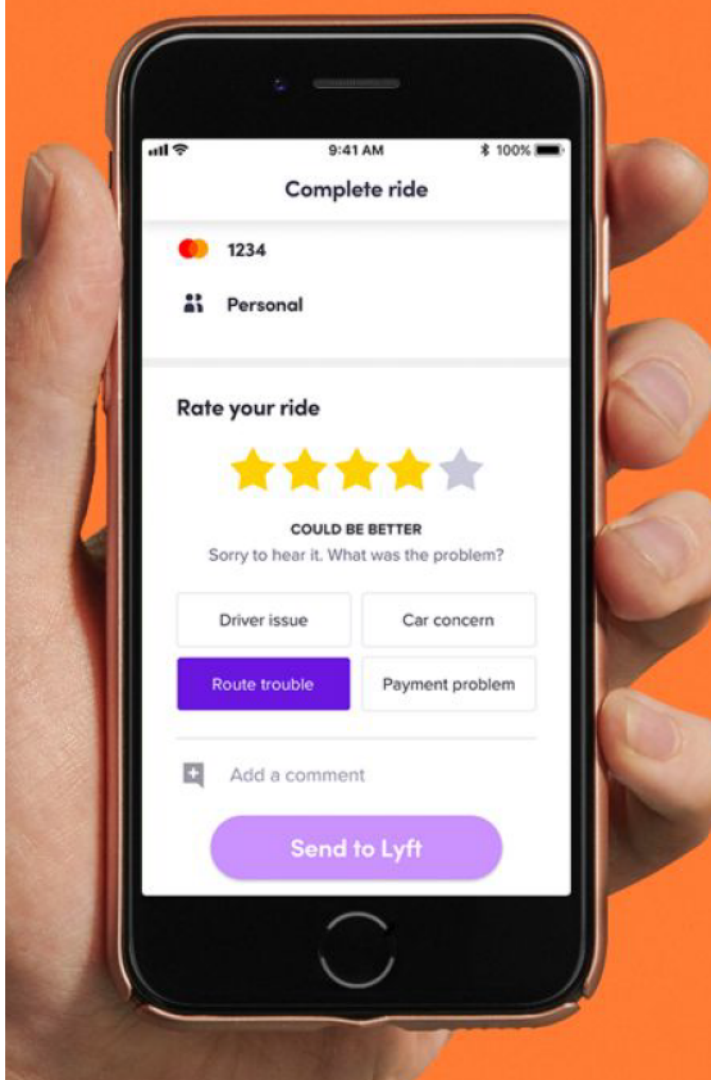 9:41 AM 100%
Complete ride
1234
Personal
Rate your ride
COULD BE BETTER
Sorry to hear it. What was the problem?
Driver issue Car concern
Route trouble Payment problem
Add a comment
Send to Lyft